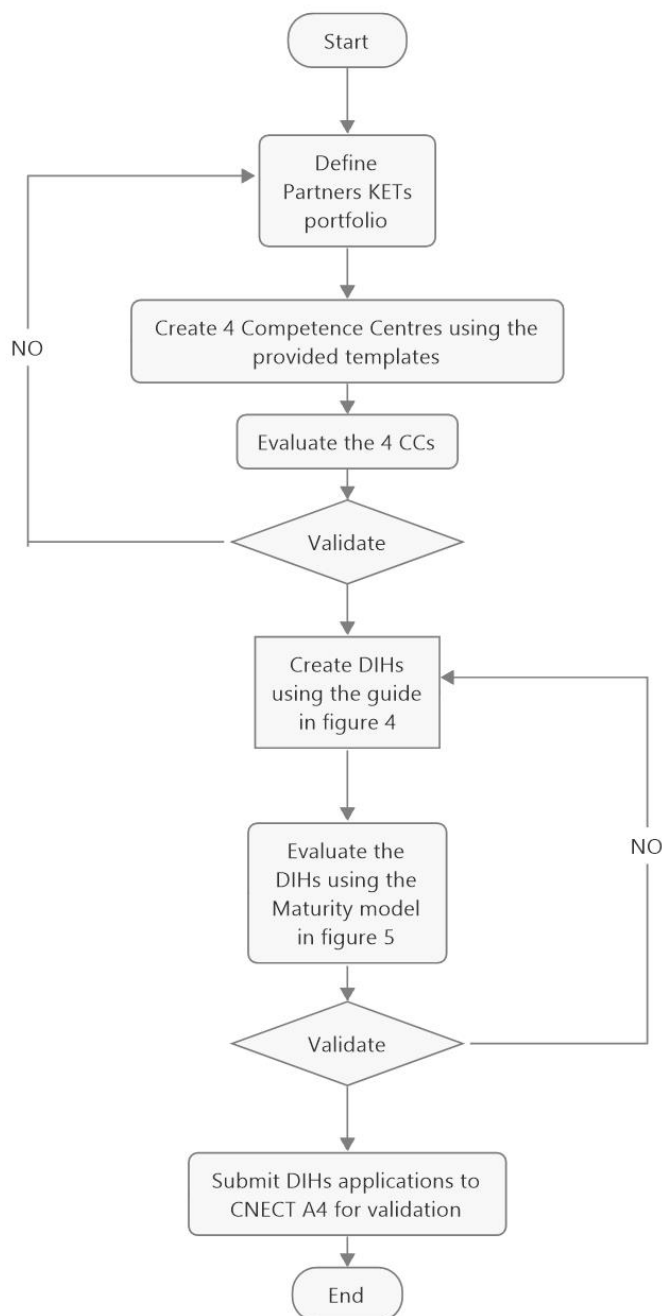 Start
Define
Partners KETs
portfolio
Create 4 Competence Centres using the
provided templates
NO
Evaluate the 4 CCs
Validate
Create DIHs
using the guide
in figure 4
Evaluate the
DIHs using the
Maturity model
in figure 5
NO
Validate
Submit DIHs applications to
CNECT A4 for validation
End